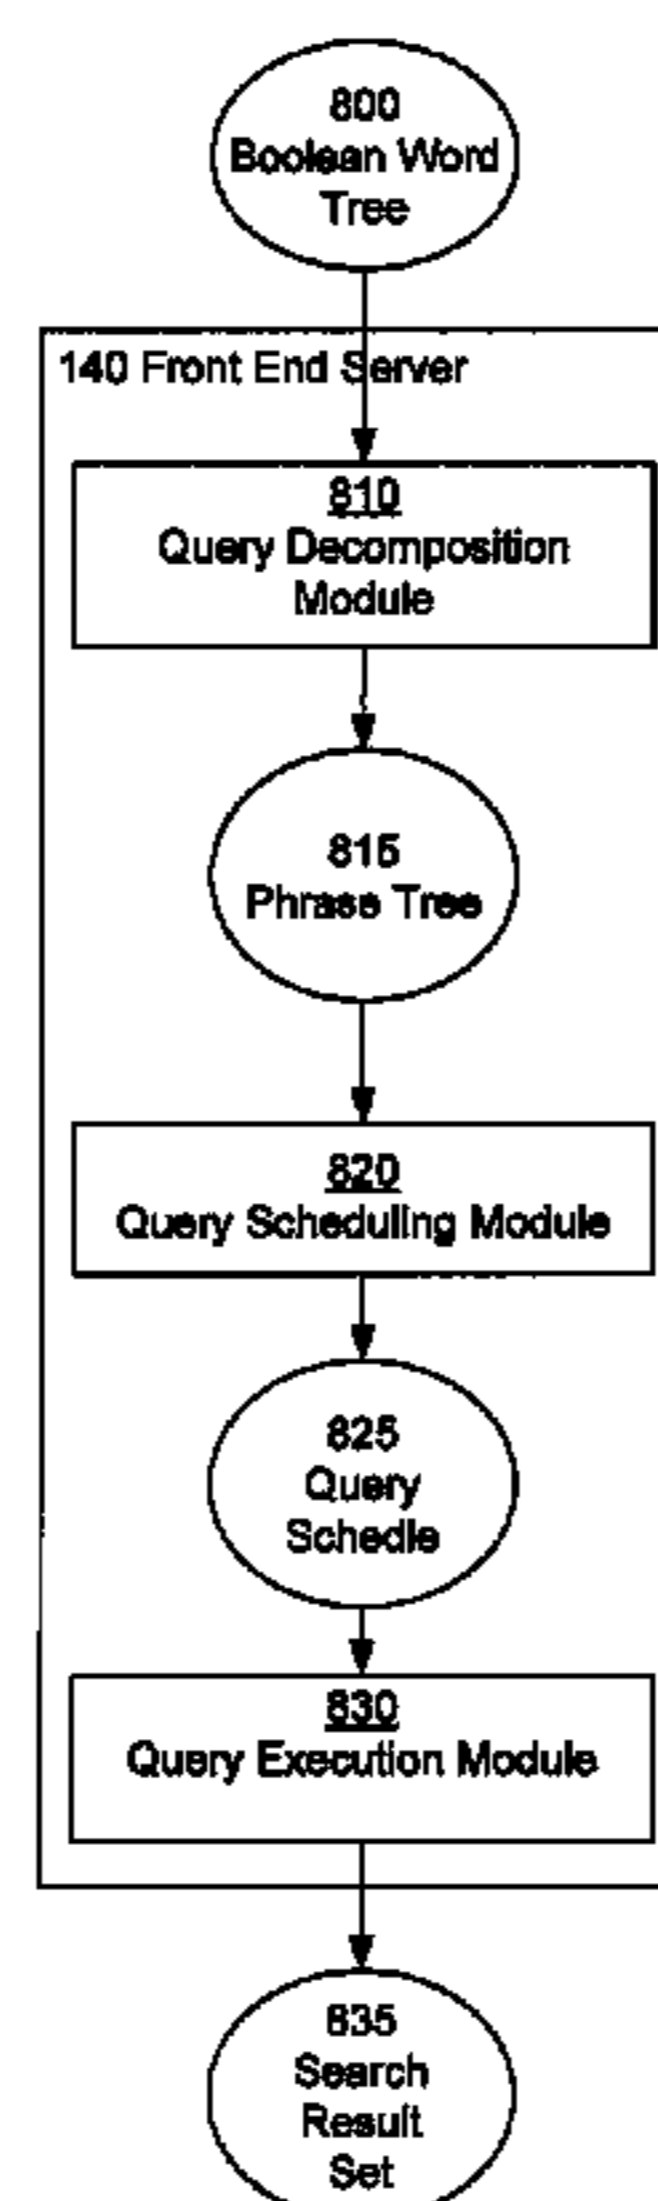 800
Boolean Word
Tree
140 Front End Server
810
Query Decomposition
Module
815
Phrase Tree
820
Query Scheduling Module
825
Query
Schedle
830
Query Execution Module
835
Search
Result
Set